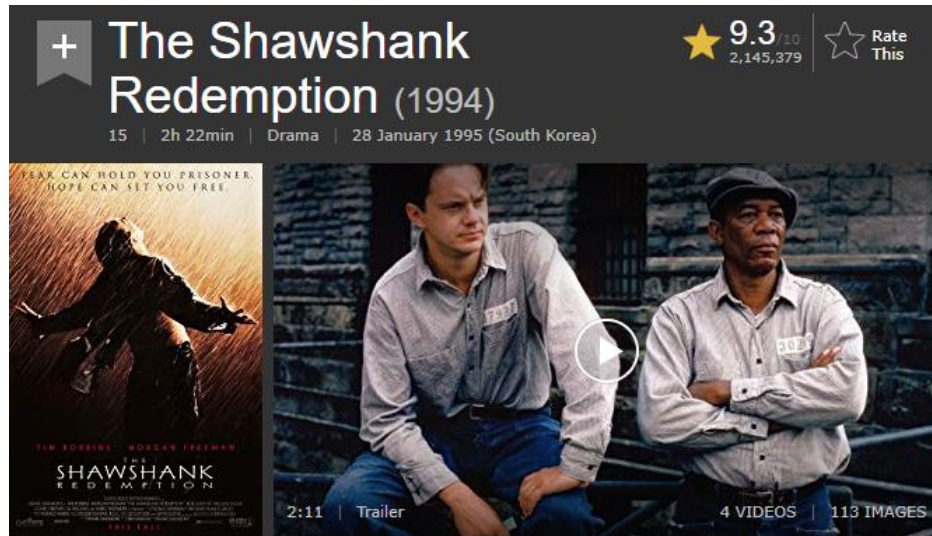 + The Shawshank
Redemption (1994)
9.3/10
2,145,379
Rate
This
15 | 2h 22min | Drama | 28 January 1995 (South Korea)
FEAR CAN HOLD YOU PRISONER.
HOPE CAN SET YOU FREE.
TIM ROBBINS MORGAN FREEMAN
THE
SHAWSHANK
REDEMPTION
THIS FALL
2:11 | Trailer
4 VIDEOS | 113 IMAGES